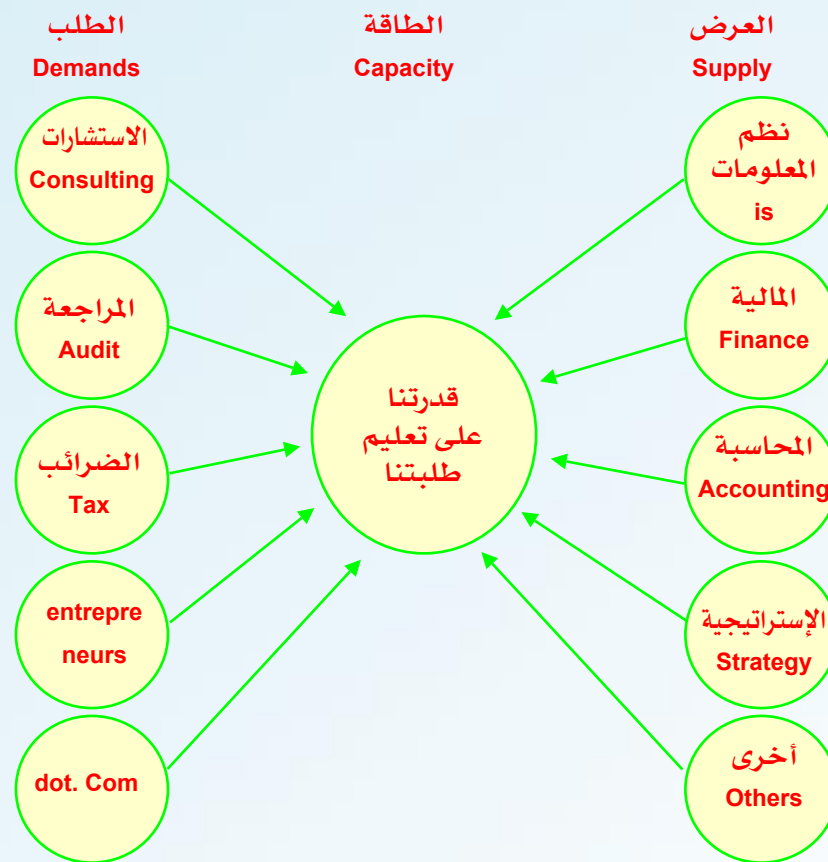 الطلب
Demands
الطاقة
Capacity
العرض
Supply
الاستشارات
Consulting
المراجعة
Audit
الضرائب
Tax
entrepre
neurs
dot. Com
قدرتنا
على تعليم
طلبتنا
نظم
المعلومات
is
المالية
Finance
المحاسبة
Accounting
الإستراتيجية
Strategy
أخرى
Others